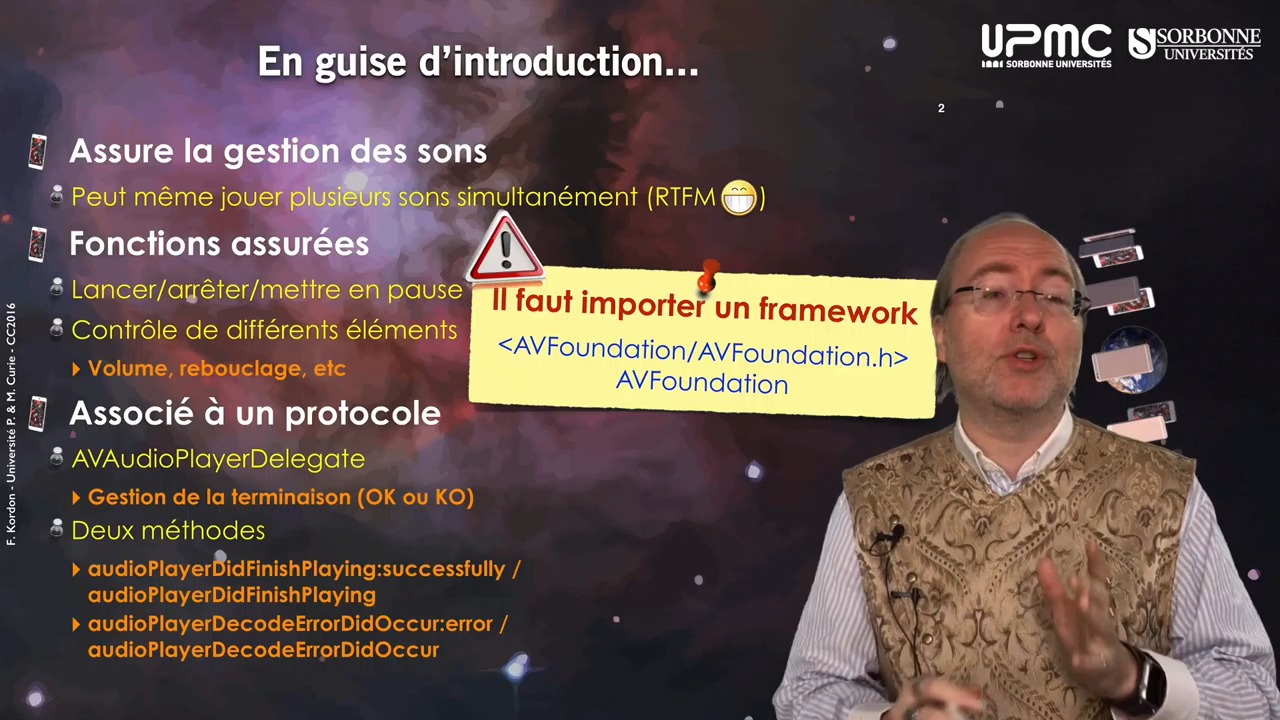 En guise d'introduction...
UPMC
SORBONNE UNIVERSITÉS
SORBONNE
UNIVERSITÉS
2
Assure la gestion des sons
Peut même jouer plusieurs sons simultanément (RTFM 😁)
Fonctions assurées
Lancer/arrêter/mettre en pause
Contrôle de différents éléments
Volume, rebouclage, etc
Il faut importer un framework
<AVFoundation/AVFoundation.h>
AVFoundation
Associé à un protocole
AVAudioPlayerDelegate
Gestion de la terminaison (OK ou KO)
Deux méthodes
audioPlayerDidFinishPlaying:successfully /
audioPlayerDidFinishPlaying
audioPlayerDecodeErrorDidOccur:error /
audioPlayerDecodeErrorDidOccur
F. Kordon - Université P. & M. Curie - CC2016